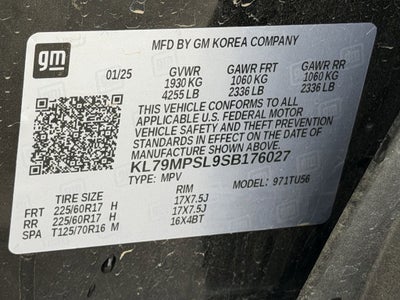 gm
MFD BY GM KOREA COMPANY
01/25 GVWR GAWR FRT GAWR RR
1930 KG 1060 KG 1060 KG
4255 LB 2336 LB 2336 LB
THIS VEHICLE CONFORMS TO ALL
APPLICABLE U.S. FEDERAL MOTOR
VEHICLE SAFETY AND THEFT PREVENTION
STANDARDS IN EFFECT ON THE DATE OF
MANUFACTURE SHOWN ABOVE.
KL79MPSL9SB176027
TYPE: MPV MODEL: 971TU56
TIRE SIZE RIM
FRT 225/60R17 H 17X7.5J
RR 225/60R17 H 17X7.5J
SPA T125/70R16 M 16X4BT